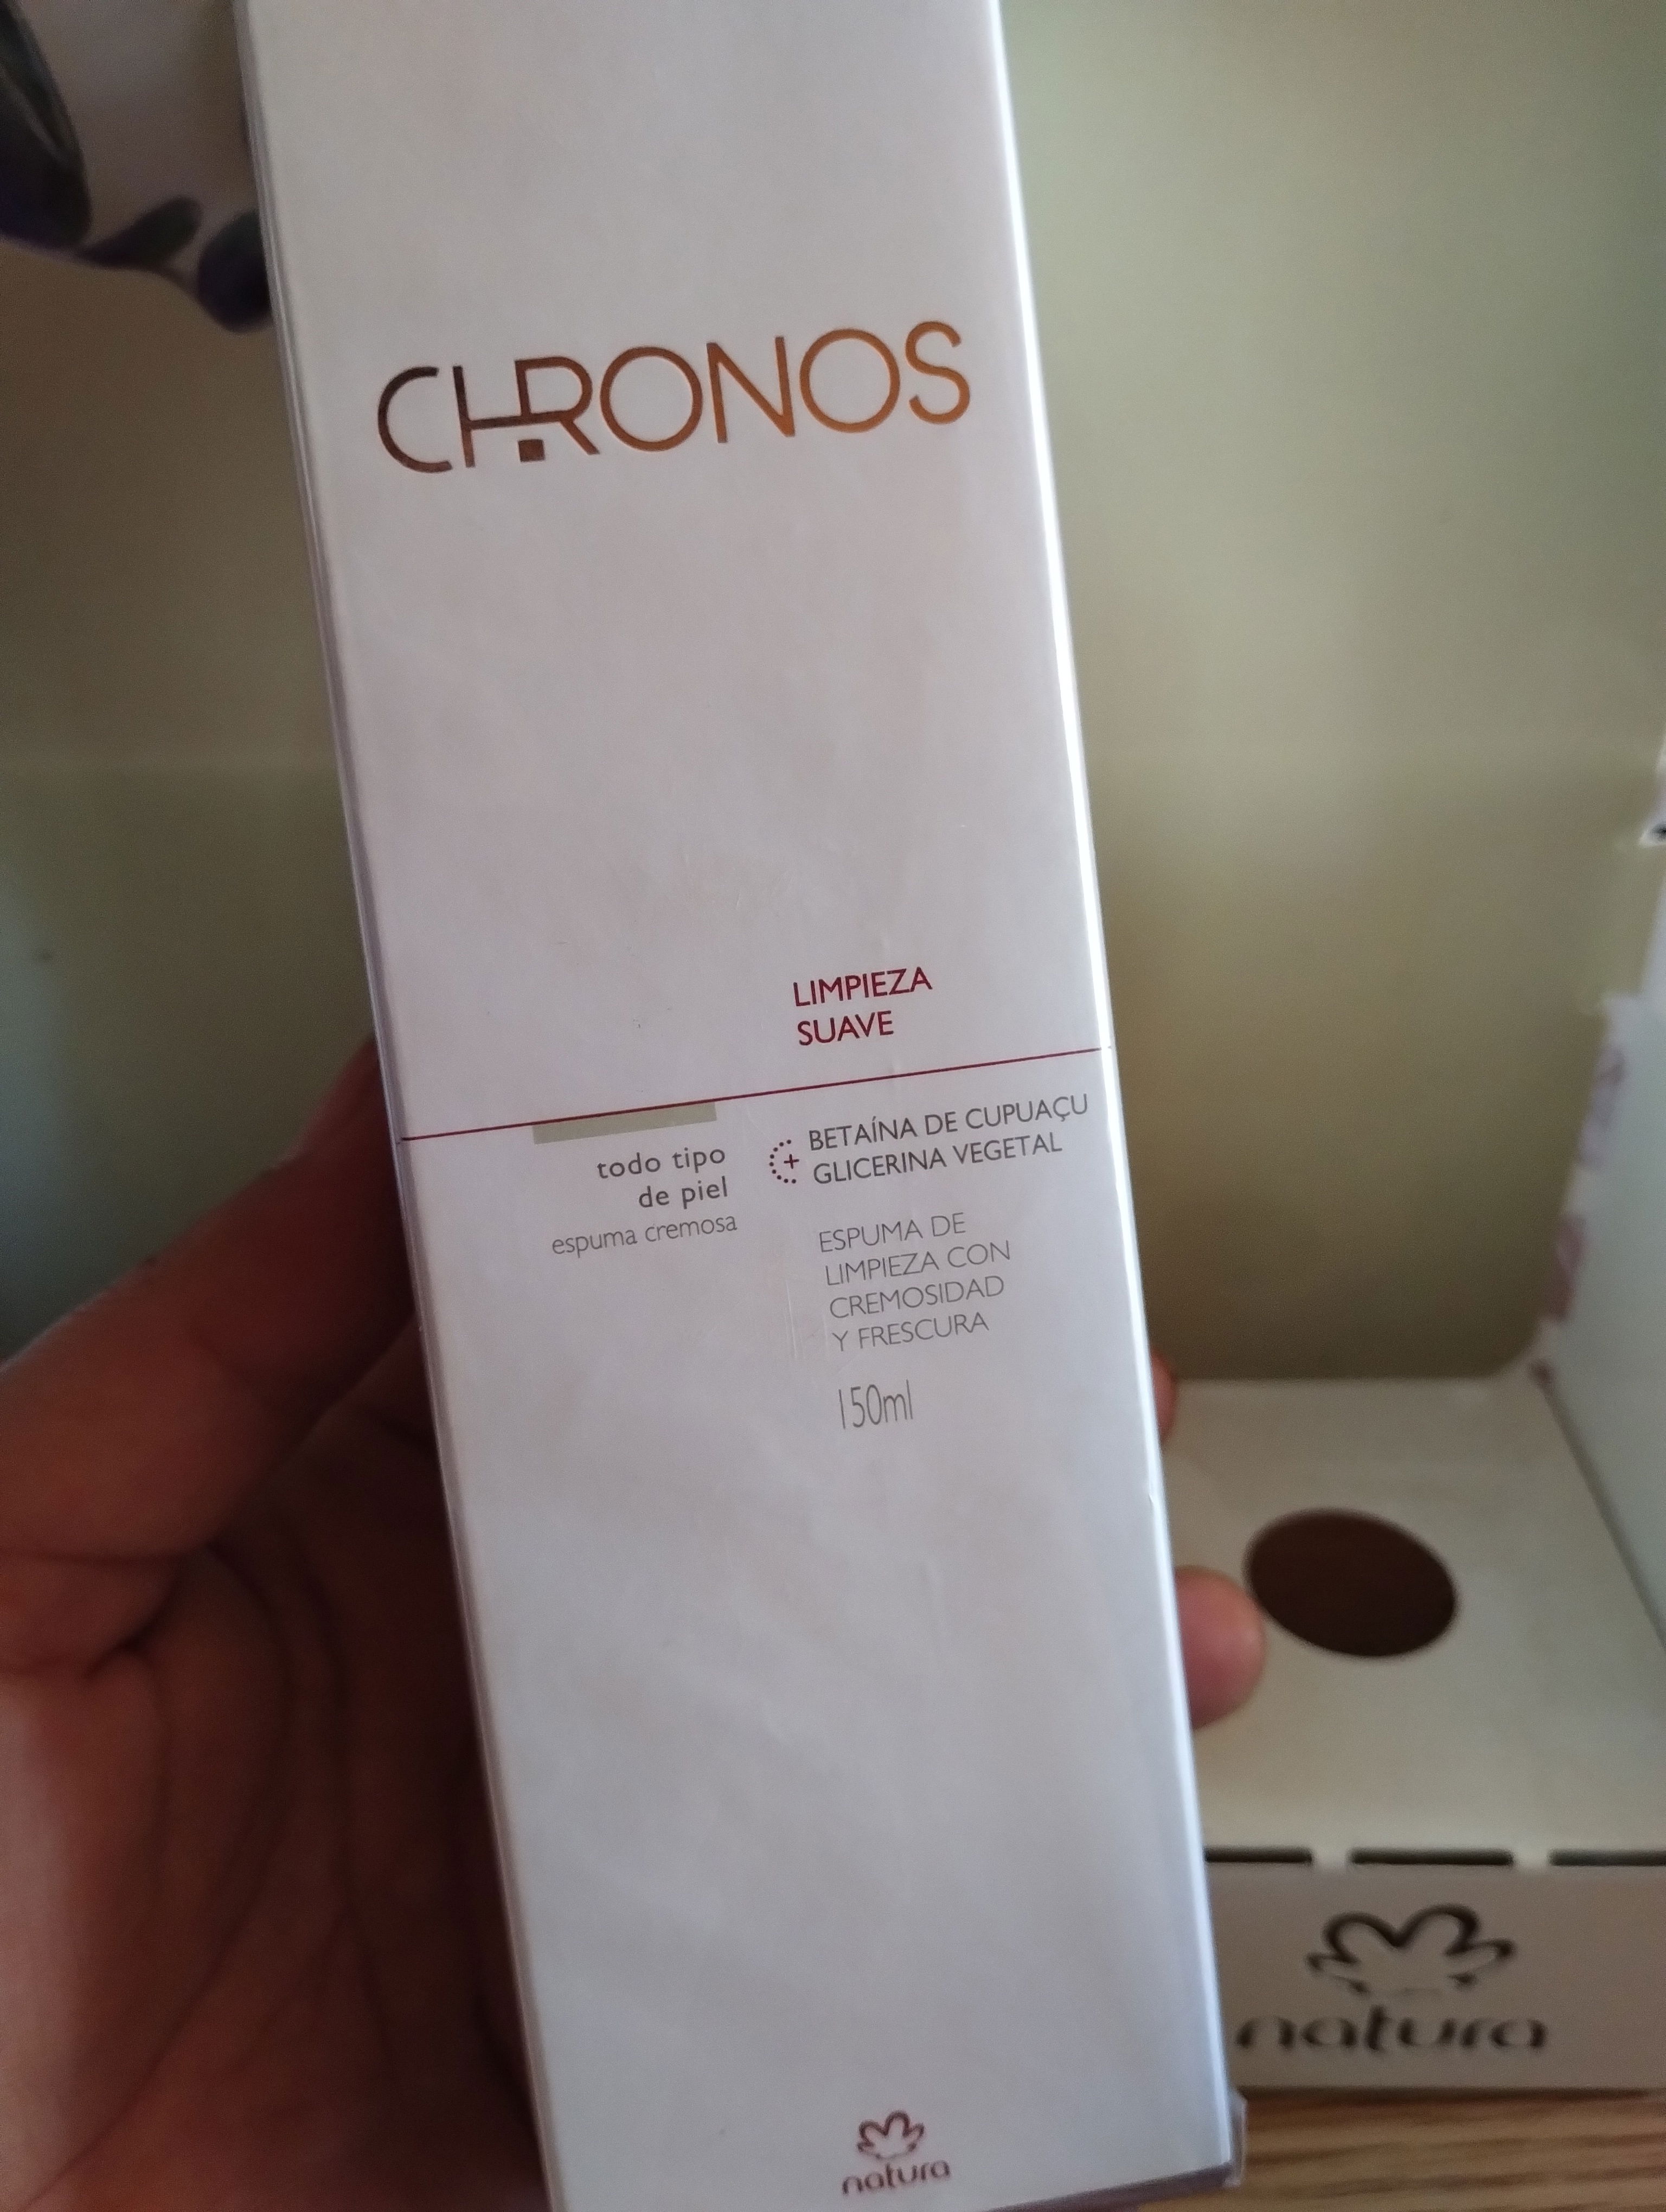 CHRONOS
LIMPIEZA
SUAVE
todo tipo
de piel
espuma cremosa
+ BETAÍNA DE CUPUAÇU
GLICERINA VEGETAL
ESPUMA DE
LIMPIEZA CON
CREMOSIDAD
Y FRESCURA
150ml
natura
natura